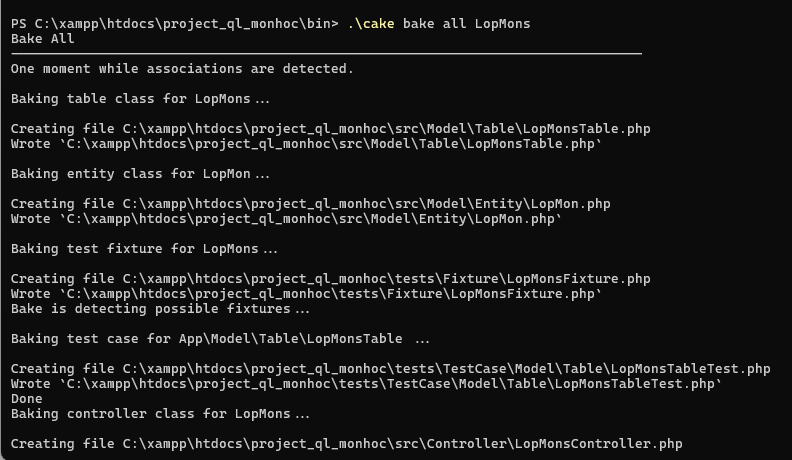 PS C:\xampp\htdocs\project_ql_monhoc\bin> .\cake bake all LopMons
Bake All
One moment while associations are detected.
Baking table class for LopMons...
Creating file C:\xampp\htdocs\project_ql_monhoc\src\Model\Table\LopMonsTable.php
Wrote `C:\xampp\htdocs\project_ql_monhoc\src\Model\Table\LopMonsTable.php`
Baking entity class for LopMon...
Creating file C:\xampp\htdocs\project_ql_monhoc\src\Model\Entity\LopMon.php
Wrote `C:\xampp\htdocs\project_ql_monhoc\src\Model\Entity\LopMon.php`
Baking test fixture for LopMons...
Creating file C:\xampp\htdocs\project_ql_monhoc\tests\Fixture\LopMonsFixture.php
Wrote `C:\xampp\htdocs\project_ql_monhoc\tests\Fixture\LopMonsFixture.php`
Bake is detecting possible fixtures...
Baking test case for App\Model\Table\LopMonsTable ...
Creating file C:\xampp\htdocs\project_ql_monhoc\tests\TestCase\Model\Table\LopMonsTableTest.php
Wrote `C:\xampp\htdocs\project_ql_monhoc\tests\TestCase\Model\Table\LopMonsTableTest.php`
Done
Baking controller class for LopMons...
Creating file C:\xampp\htdocs\project_ql_monhoc\src\Controller\LopMonsController.php